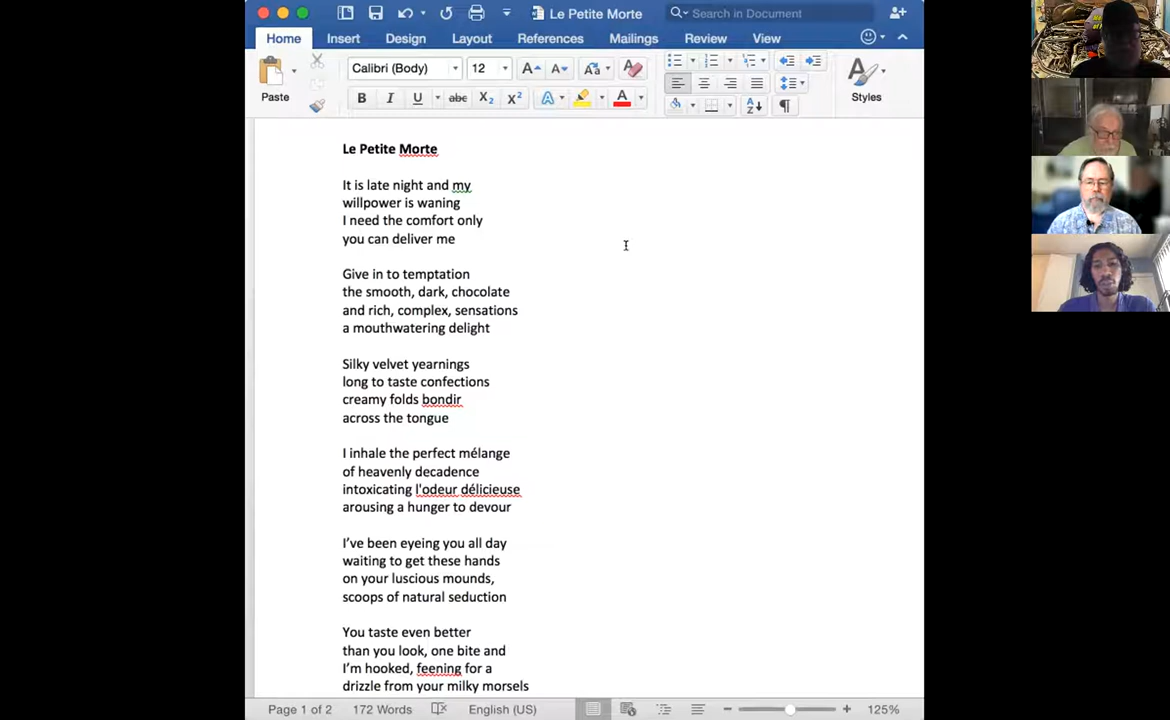 Le Petite Morte
Search in Document
Home Insert Design Layout References Mailings Review View
Paste
Calibri (Body) 12
Styles
Le Petite Morte
It is late night and my
willpower is waning
I need the comfort only
you can deliver me
Give in to temptation
the smooth, dark, chocolate
and rich, complex, sensations
a mouthwatering delight
Silky velvet yearnings
long to taste confections
creamy folds bondir
across the tongue
I inhale the perfect mélange
of heavenly decadence
intoxicating l'odeur délicieuse
arousing a hunger to devour
I've been eyeing you all day
waiting to get these hands
on your luscious mounds,
scoops of natural seduction
You taste even better
than you look, one bite and
I'm hooked, feening for a
drizzle from your milky morsels
Page 1 of 2 172 Words English (US) 125%